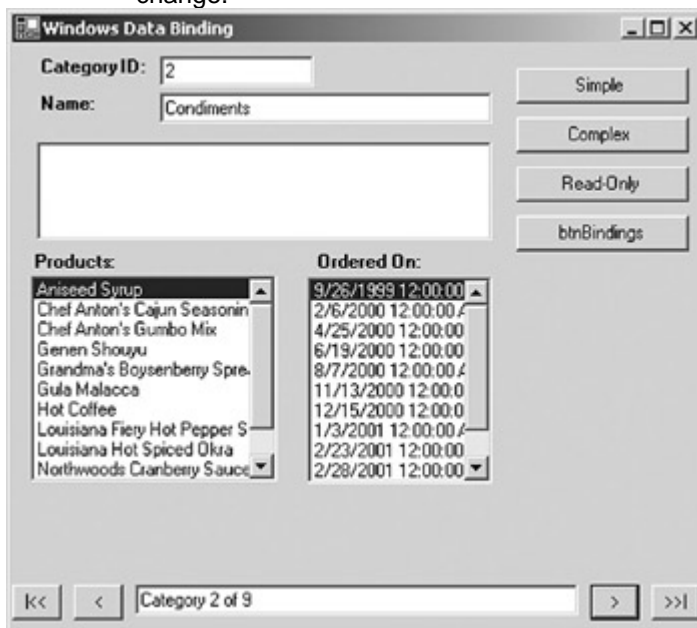 change.
Windows Data Binding
Category ID: 2
Name: Condiments
Simple
Complex
Read-Only
btnBindings
Products:
Aniseed Syrup
Chef Anton's Cajun Seasonin
Chef Anton's Gumbo Mix
Genen Shouyu
Grandma's Boysenberry Spre
Gula Malacca
Hot Coffee
Louisiana Fiery Hot Pepper S
Louisiana Hot Spiced Okra
Northwoods Cranberry Sauce
Ordered On:
9/26/1999 12:00:00
2/6/2000 12:00:00 A
4/25/2000 12:00:00
6/19/2000 12:00:00
8/7/2000 12:00:00 A
11/13/2000 12:00:0
12/15/2000 12:00:0
1/3/2001 12:00:00 A
2/23/2001 12:00:00
2/28/2001 12:00:00
|<< < Category 2 of 9 > >>|